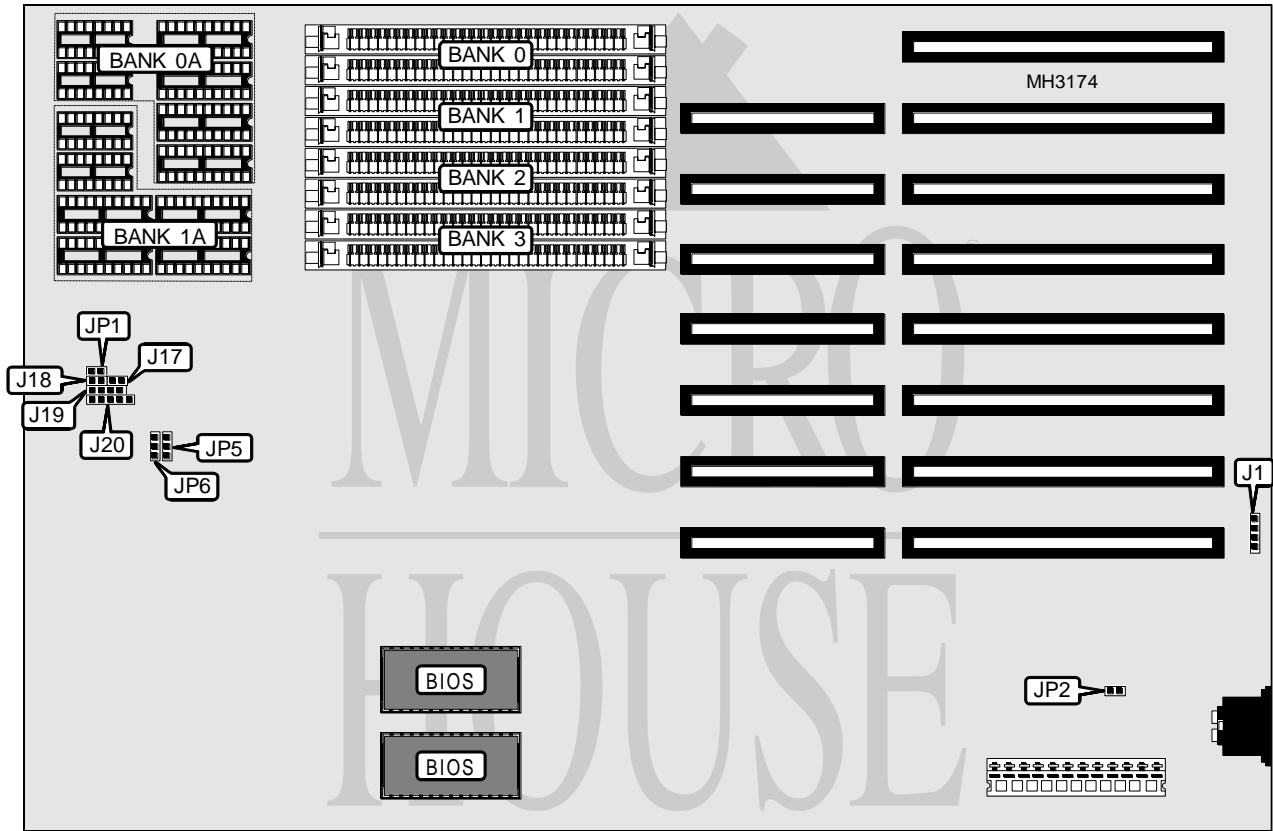 BANK 0A
BANK 0
MH3174
BANK 1
BANK 2
BANK 1A
BANK 3
JP1
J17
J18
J19
J20
JP5
JP6
J1
MICRO
HOUSE
®
BIOS
BIOS
JP2